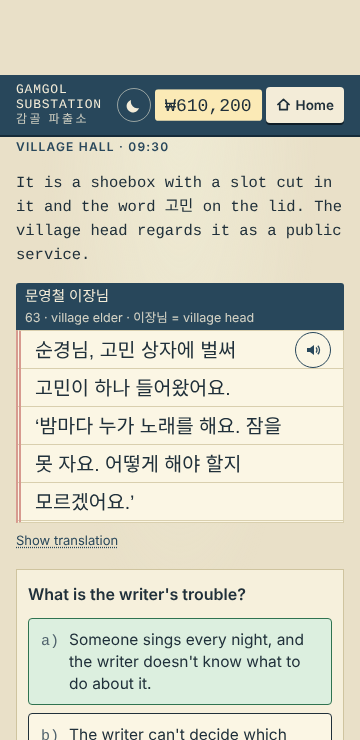 GAMGOL
SUBSTATION
감골 파출소
₩610,200
Home
VILLAGE HALL · 09:30
It is a shoebox with a slot cut in
it and the word 고민 on the lid. The
village head regards it as a public
service.
문영철 이장님
63 · village elder · 이장님 = village head
순경님, 고민 상자에 벌써
고민이 하나 들어왔어요.
‘밤마다 누가 노래를 해요. 잠을
못 자요. 어떻게 해야 할지
모르겠어요.’
Show translation
What is the writer's trouble?
a) Someone sings every night, and
the writer doesn't know what to
do about it.
b) The writer can't decide which